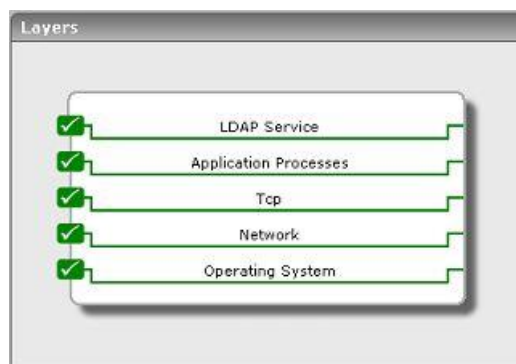 Layers
LDAP Service
Application Processes
Tcp
Network
Operating System